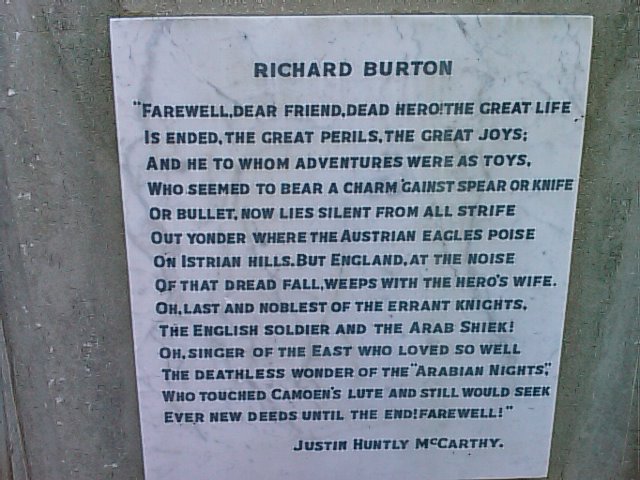 RICHARD BURTON
"FAREWELL, DEAR FRIEND, DEAD HERO! THE GREAT LIFE
IS ENDED, THE GREAT PERILS, THE GREAT JOYS;
AND HE TO WHOM ADVENTURES WERE AS TOYS,
WHO SEEMED TO BEAR A CHARM 'GAINST SPEAR OR KNIFE
OR BULLET, NOW LIES SILENT FROM ALL STRIFE
OUT YONDER WHERE THE AUSTRIAN EAGLES POISE
ON ISTRIAN HILLS. BUT ENGLAND, AT THE NOISE
OF THAT DREAD FALL, WEEPS WITH THE HERO'S WIFE.
OH, LAST AND NOBLEST OF THE ERRANT KNIGHTS,
THE ENGLISH SOLDIER AND THE ARAB SHIEK!
OH, SINGER OF THE EAST WHO LOVED SO WELL
THE DEATHLESS WONDER OF THE "ARABIAN NIGHTS",
WHO TOUCHED CAMOEN'S LUTE AND STILL WOULD SEEK
EVER NEW DEEDS UNTIL THE END! FAREWELL!"
JUSTIN HUNTLY MCCARTHY.